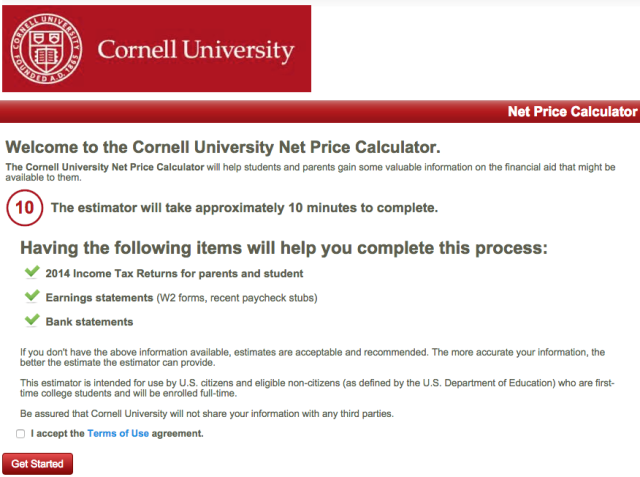 CORNELL UNIVERSITY
FOUNDED A.D. 1865
Cornell University
Net Price Calculator
Welcome to the Cornell University Net Price Calculator.
The Cornell University Net Price Calculator will help students and parents gain some valuable information on the financial aid that might be
available to them.
10 The estimator will take approximately 10 minutes to complete.
Having the following items will help you complete this process:
2014 Income Tax Returns for parents and student
Earnings statements (W2 forms, recent paycheck stubs)
Bank statements
If you don't have the above information available, estimates are acceptable and recommended. The more accurate your information, the
better the estimate the estimator can provide.
This estimator is intended for use by U.S. citizens and eligible non-citizens (as defined by the U.S. Department of Education) who are first-
time college students and will be enrolled full-time.
Be assured that Cornell University will not share your information with any third parties.
I accept the Terms of Use agreement.
Get Started